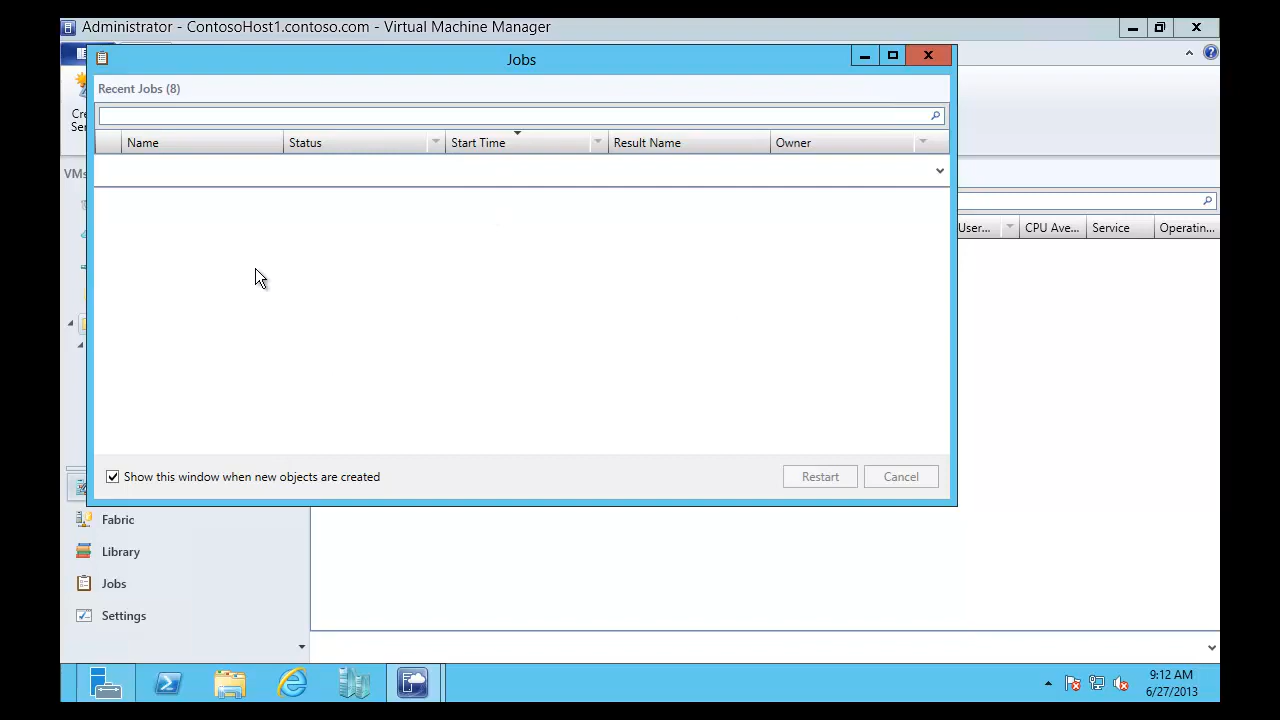 Administrator - ContosoHost1.contoso.com - Virtual Machine Manager
Jobs
Recent Jobs (8)
Name Status Start Time Result Name Owner
VMs
User... CPU Ave... Service Operatin...
Show this window when new objects are created
Restart Cancel
Fabric
Library
Jobs
Settings
9:12 AM
6/27/2013